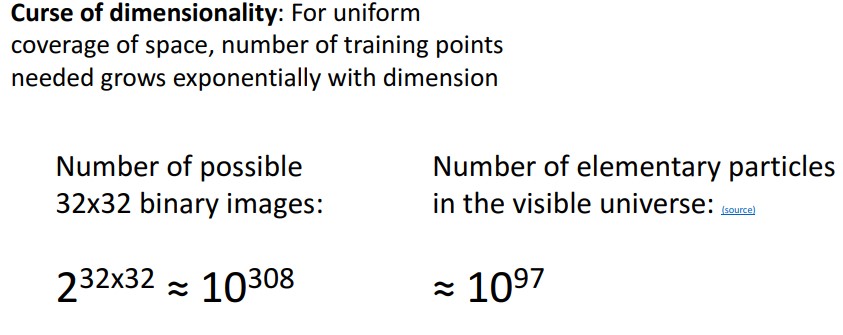 Curse of dimensionality: For uniform
coverage of space, number of training points
needed grows exponentially with dimension
Number of possible
32x32 binary images:
2^32x32 ≈ 10^308
Number of elementary particles
in the visible universe: (source)
≈ 10^97